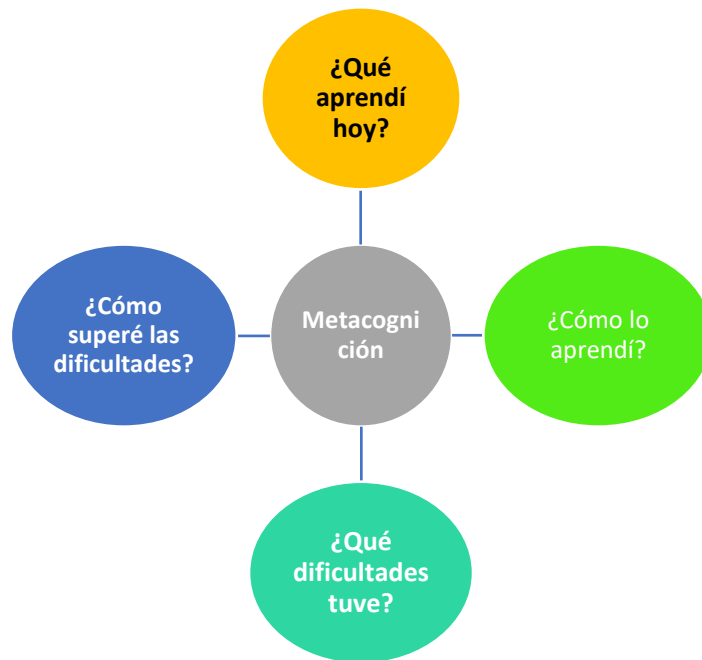 ¿Qué
aprendí
hoy?
¿Cómo
superé las
dificultades?
Metacogni
ción
¿Cómo lo
aprendí?
¿Qué
dificultades
tuve?